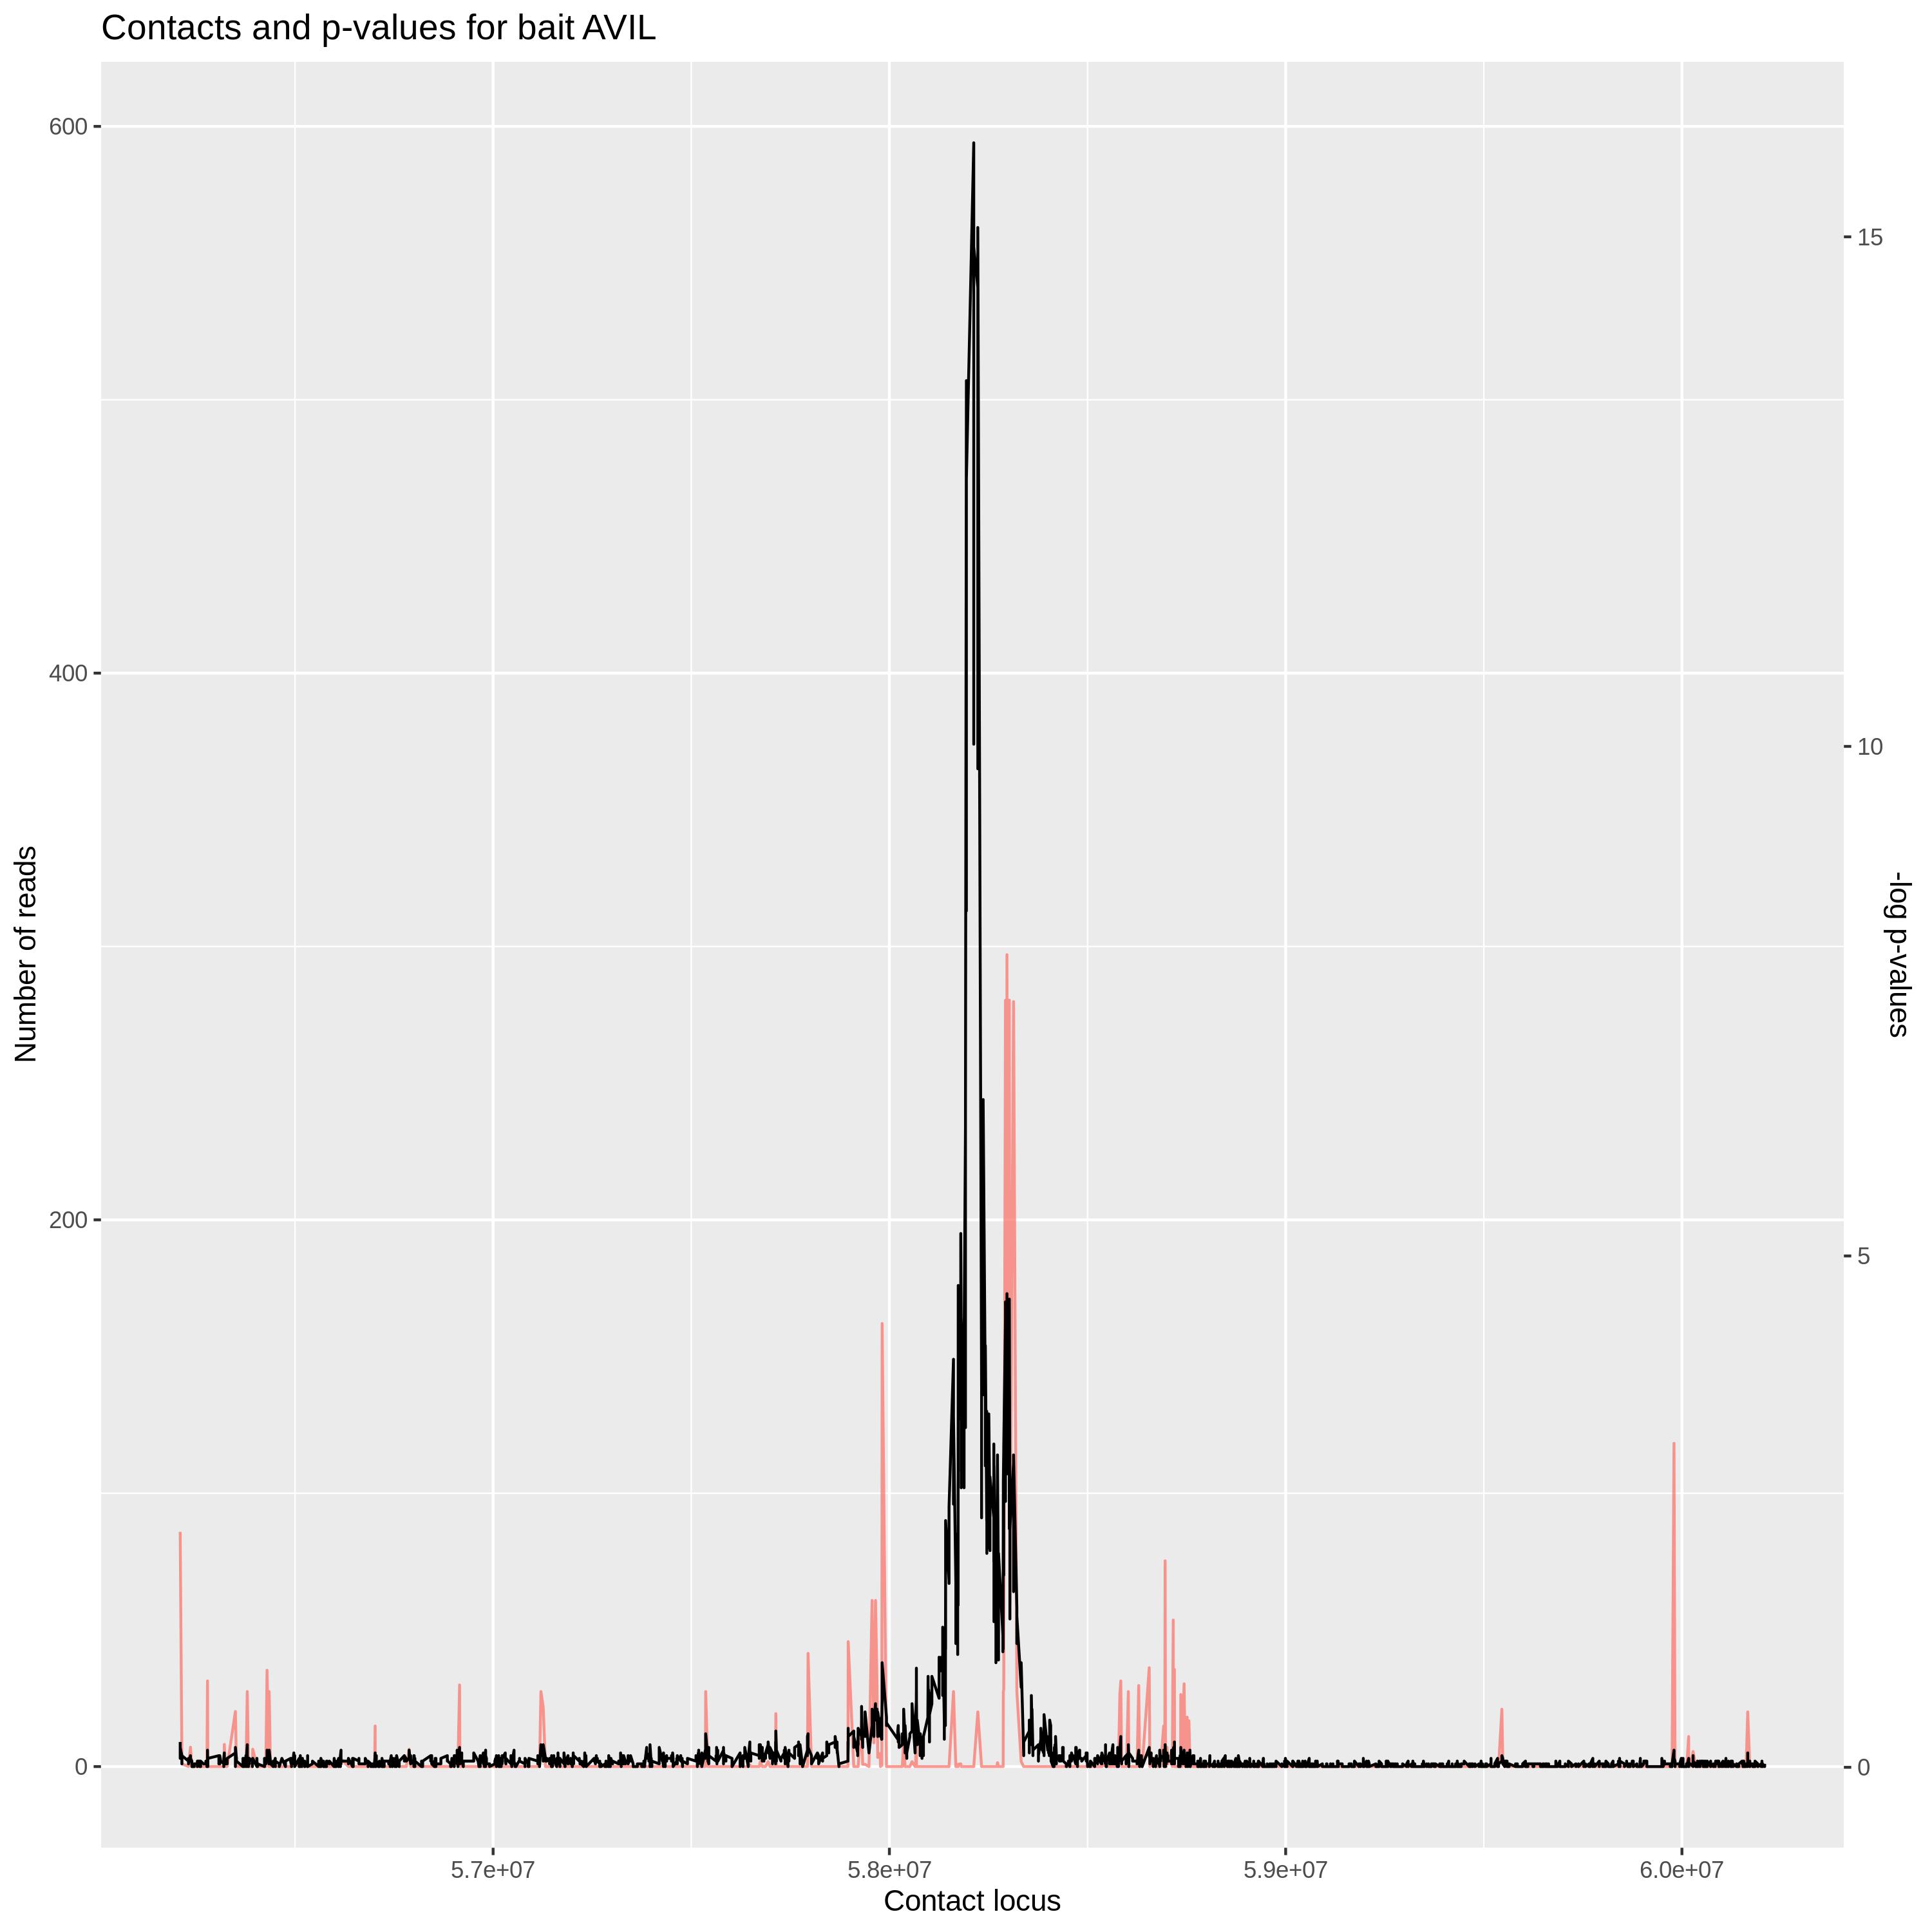 Contacts and p-values for bait AVIL
600
400
200
0
Number of reads
15
10
5
0
-log p-values
5.7e+07
5.8e+07
5.9e+07
6.0e+07
Contact locus